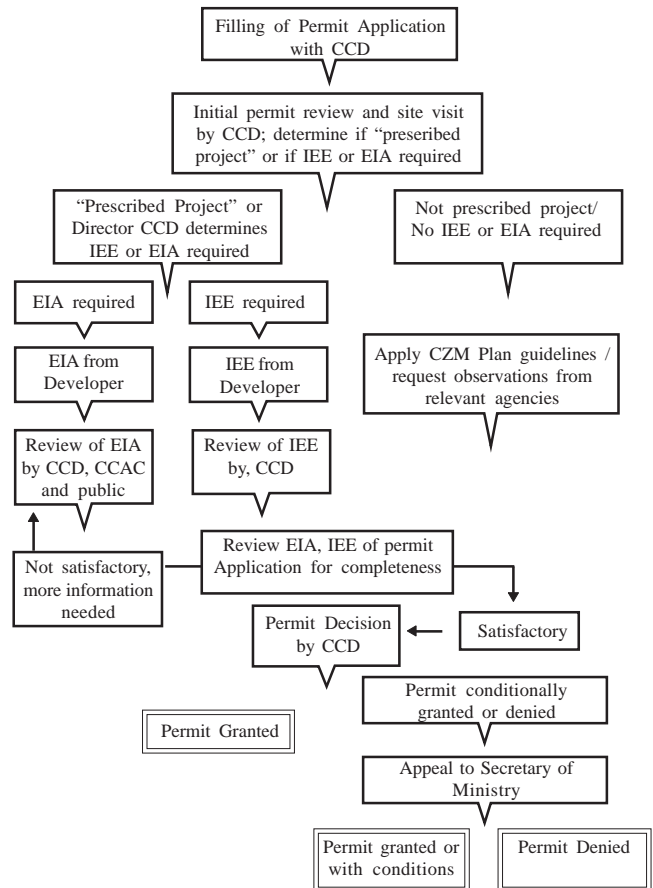 Filling of Permit Application
with CCD
Initial permit review and site visit
by CCD; determine if “preseribed
project” or if IEE or EIA required
“Prescribed Project” or
Director CCD determines
IEE or EIA required
Not prescribed project/
No IEE or EIA required
EIA required
IEE required
EIA from
Developer
IEE from
Developer
Apply CZM Plan guidelines /
request observations from
relevant agencies
Review of EIA
by CCD, CCAC
and public
Review of IEE
by, CCD
Not satisfactory,
more information
needed
Review EIA, IEE of permit
Application for completeness
Permit Decision
by CCD
Satisfactory
Permit conditionally
granted or denied
Permit Granted
Appeal to Secretary of
Ministry
Permit granted or
with conditions
Permit Denied